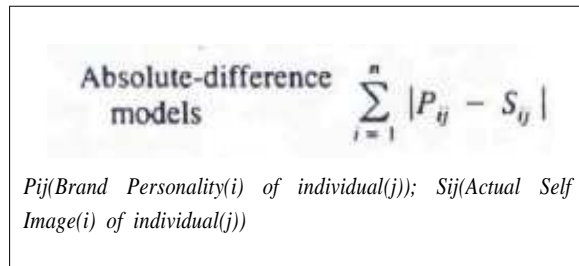 Absolute-difference
models
n
∑ |Pij − Sij|
i = 1
Pij(Brand Personality(i) of individual(j)); Sij(Actual Self
Image(i) of individual(j))